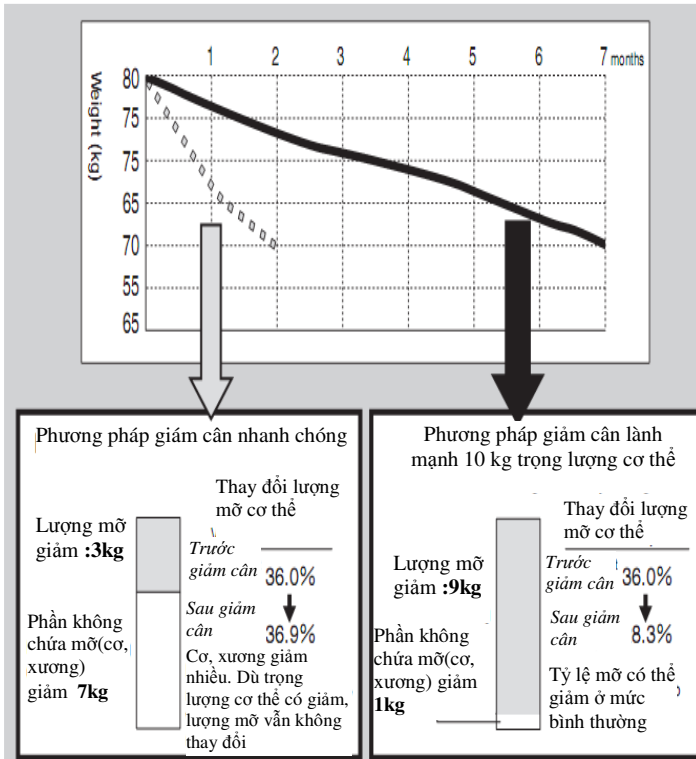 1 2 3 4 5 6 7 months
Weight (kg)
80
75
75
65
70
55
65
Phương pháp giám cân nhanh chóng
Thay đổi lượng
mỡ cơ thể
Lượng mỡ
giảm :3kg
Trước
giảm cân 36.0%
Sau giảm
cân 36.9%
Phần không
chứa mỡ(cơ,
xương)
giảm 7kg
Cơ, xương giảm
nhiều. Dù trọng
lượng cơ thể có giảm,
lượng mỡ vẫn không
thay đổi
Phương pháp giảm cân lành
mạnh 10 kg trọng lượng cơ thể
Thay đổi lượng
mỡ cơ thể
Lượng mỡ
giảm :9kg
Trước
giảm cân 36.0%
Sau giảm
cân 8.3%
Phần không
chứa mỡ(cơ,
xương) giảm
1kg
Tỷ lệ mỡ có thể
giảm ở mức
bình thường